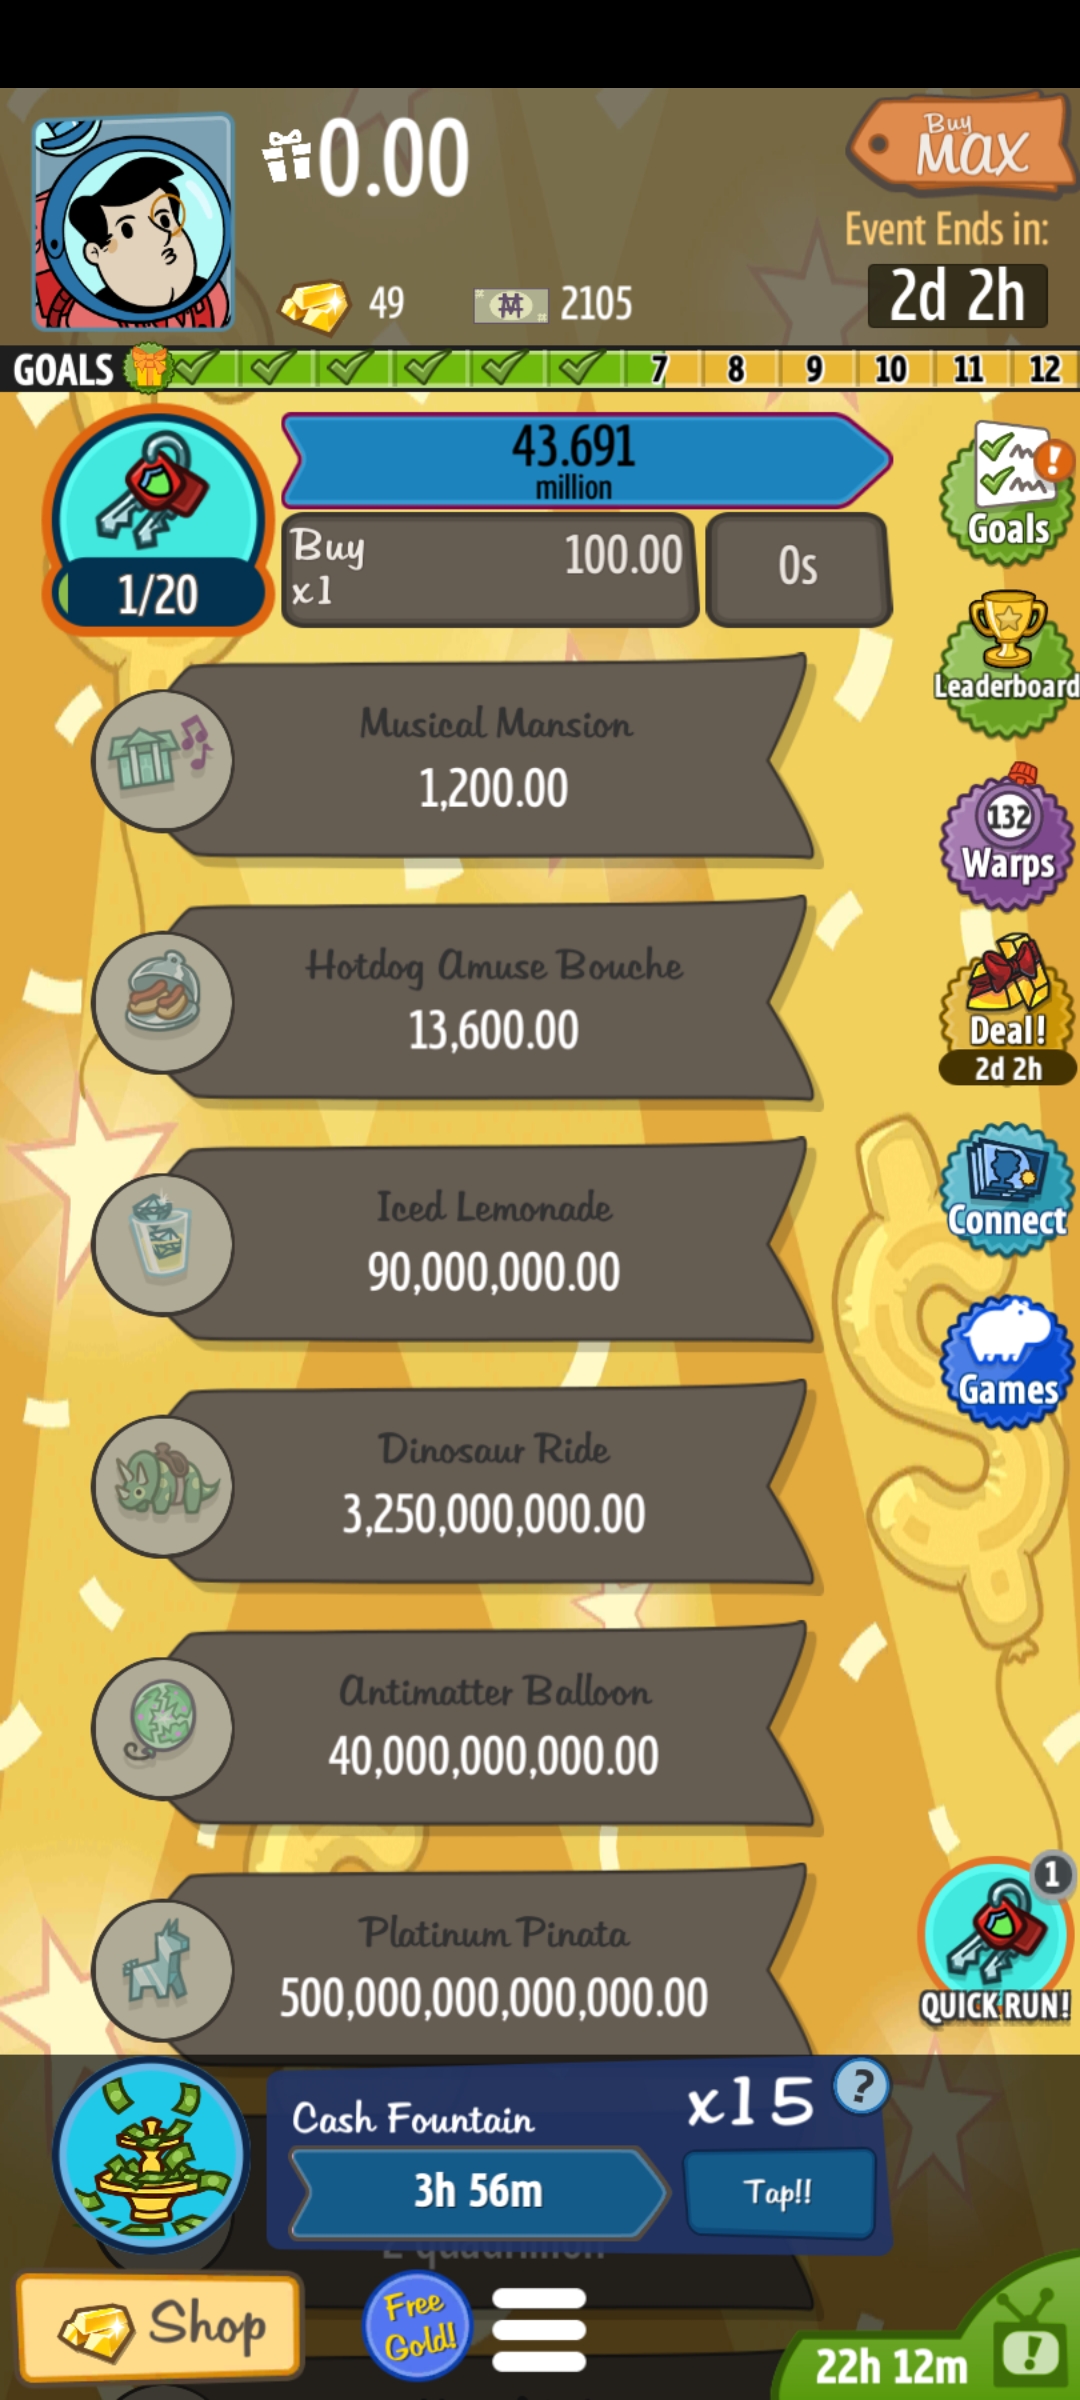 0.00
Buy
MAX
Event Ends in:
49
2105
2d 2h
GOALS
7 8 9 10 11 12
43.691
million
Buy
x1
100.00
0s
1/20
Goals
Leaderboard
Musical Mansion
1,200.00
132
Warps
Hotdog Amuse Bouche
13,600.00
Deal!
2d 2h
Iced Lemonade
90,000,000.00
Connect
Games
Dinosaur Ride
3,250,000,000.00
Antimatter Balloon
40,000,000,000.00
1
QUICK RUN!
Platinum Pinata
500,000,000,000,000.00
Cash Fountain
x15
?
3h 56m
Tap!!
Shop
Free
Gold!
22h 12m